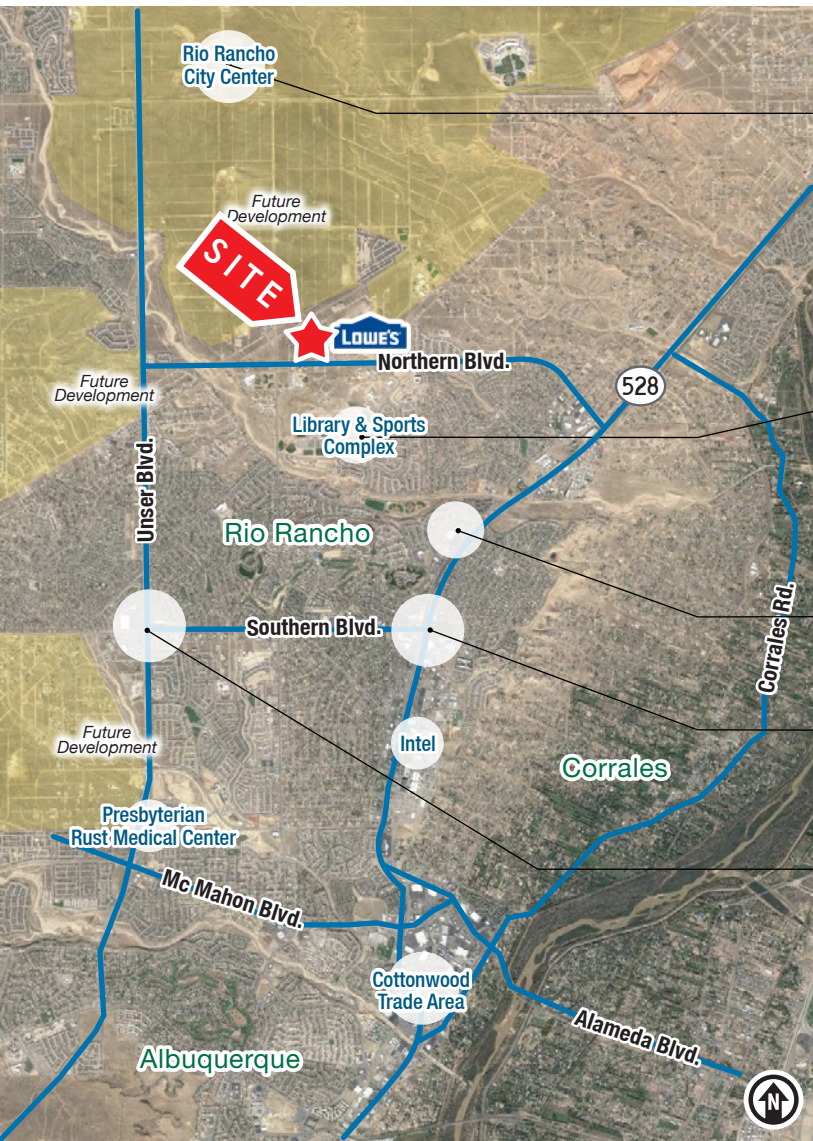 Rio Rancho
City Center
Future
Development
SITE
LOWE'S
Northern Blvd.
528
Future
Development
Library & Sports
Complex
Unser Blvd.
Rio Rancho
Southern Blvd.
Corrales Rd.
Future
Development
Intel
Corrales
Presbyterian
Rust Medical Center
Mc Mahon Blvd.
Cottonwood
Trade Area
Alameda Blvd.
Albuquerque
N